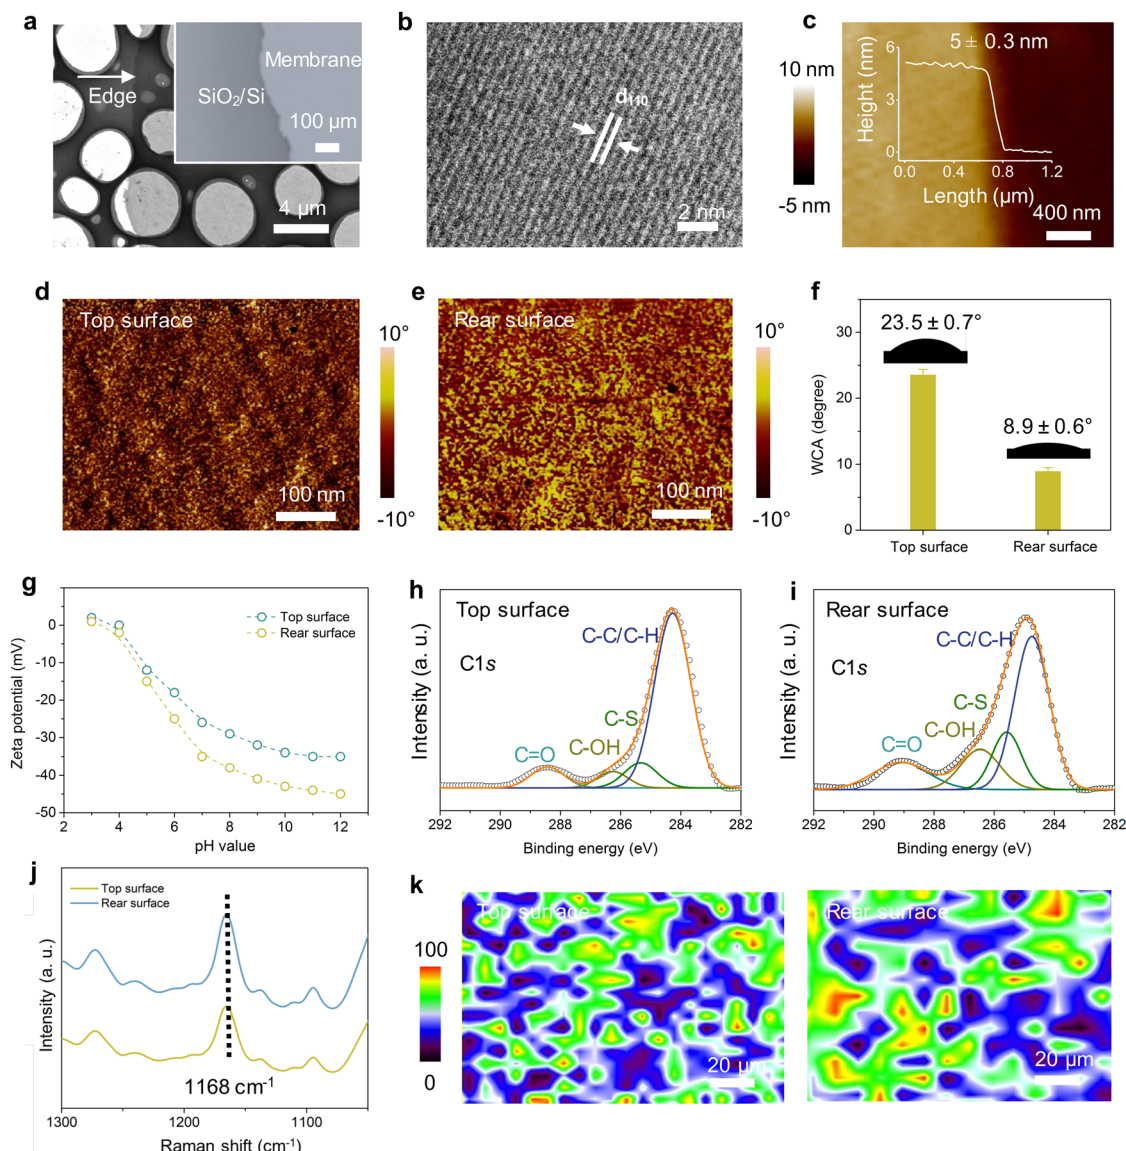 a
Edge
SiO2/Si
Membrane
100 μm
4 μm
b
d110
2 nm
c
10 nm
-5 nm
5 ± 0.3 nm
Height (nm)
6
3
0
0.0 0.4 0.8 1.2
Length (μm)
400 nm
d
Top surface
100 nm
10°
-10°
e
Rear surface
100 nm
10°
-10°
f
WCA (degree)
30
20
10
0
23.5 ± 0.7°
8.9 ± 0.6°
Top surface Rear surface
g
Zeta potential (mV)
0
-10
-20
-30
-40
-50
Top surface
Rear surface
2 4 6 8 10 12
pH value
h
Top surface
C1s
C-C/C-H
C-S
C-OH
C=O
Intensity (a. u.)
292 290 288 286 284 282
Binding energy (eV)
i
Rear surface
C1s
C-C/C-H
C-S
C-OH
C=O
Intensity (a. u.)
292 290 288 286 284 282
Binding energy (eV)
j
Top surface
Rear surface
Intensity (a. u.)
1168 cm-1
1300 1200 1100
Raman shift (cm-1)
k
100
0
Top surface
20 μm
Rear surface
20 μm